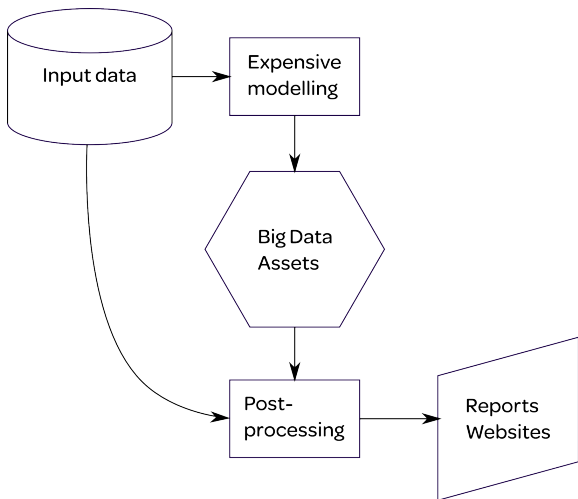 Input data
Expensive
modelling
Big Data
Assets
Post-
processing
Reports
Websites